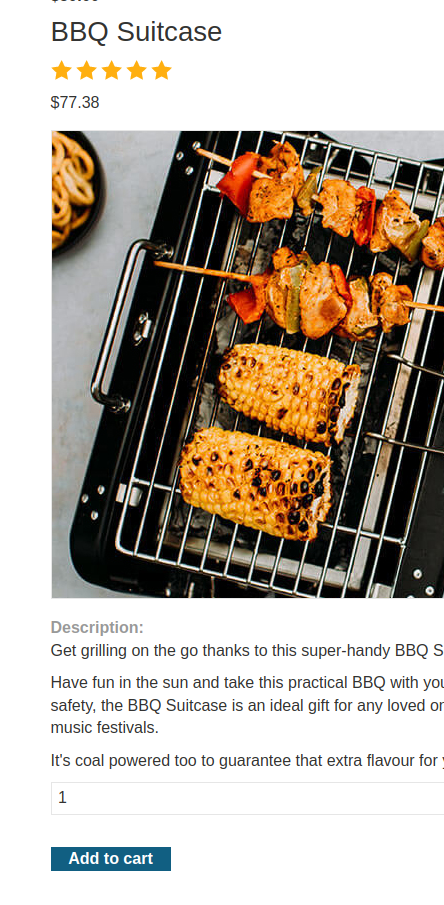 BBQ Suitcase
$77.38
Description:
Get grilling on the go thanks to this super-handy BBQ S
Have fun in the sun and take this practical BBQ with you
safety, the BBQ Suitcase is an ideal gift for any loved or
music festivals.
It's coal powered too to guarantee that extra flavour for
1
Add to cart